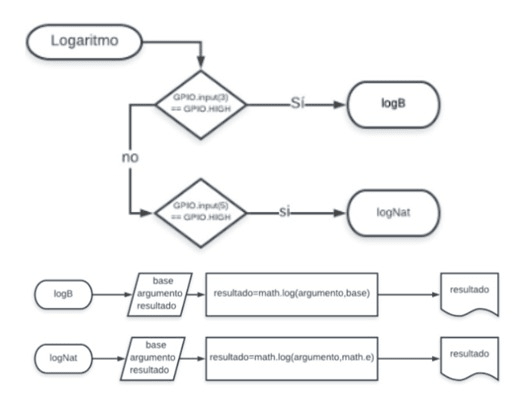 Logaritmo
GPIO.input(3)
== GPIO.HIGH
Sí
logB
no
GPIO.input(5)
== GPIO.HIGH
si
logNat
logB
base
argumento
resultado
resultado=math.log(argumento,base)
resultado
logNat
base
argumento
resultado
resultado=math.log(argumento,math.e)
resultado